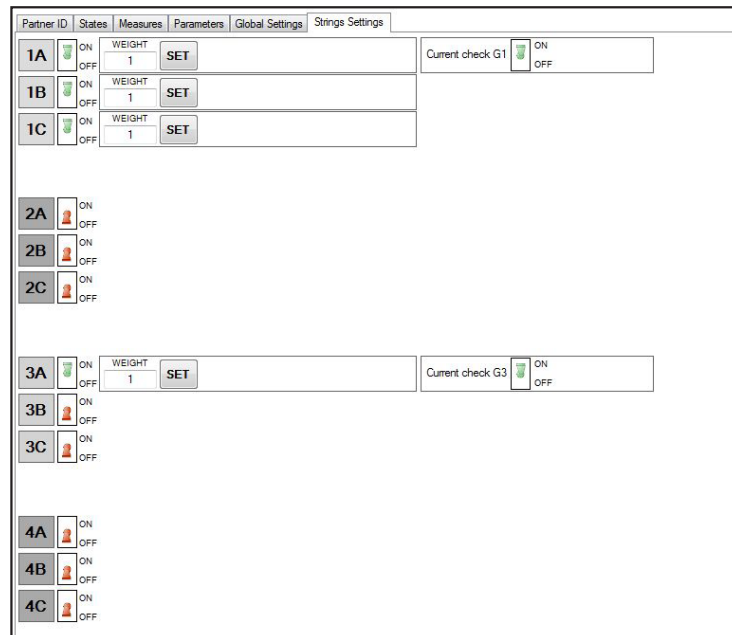 Partner ID States Measures Parameters Global Settings Strings Settings
1A ON OFF WEIGHT 1 SET Current check G1 ON OFF
1B ON OFF WEIGHT 1 SET
1C ON OFF WEIGHT 1 SET
2A ON OFF
2B ON OFF
2C ON OFF
3A ON OFF WEIGHT 1 SET Current check G3 ON OFF
3B ON OFF
3C ON OFF
4A ON OFF
4B ON OFF
4C ON OFF